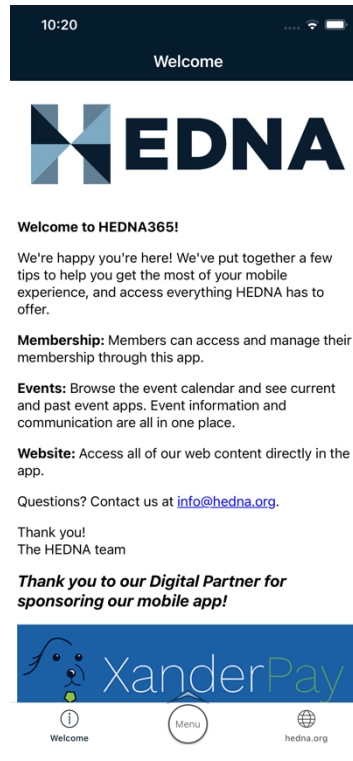 10:20
Welcome
HEDNA
Welcome to HEDNA365!
We're happy you're here! We've put together a few
tips to help you get the most of your mobile
experience, and access everything HEDNA has to
offer.
Membership: Members can access and manage their
membership through this app.
Events: Browse the event calendar and see current
and past event apps. Event information and
communication are all in one place.
Website: Access all of our web content directly in the
app.
Questions? Contact us at info@hedna.org.
Thank you!
The HEDNA team
Thank you to our Digital Partner for
sponsoring our mobile app!
XanderPay
Welcome
Menu
hedna.org